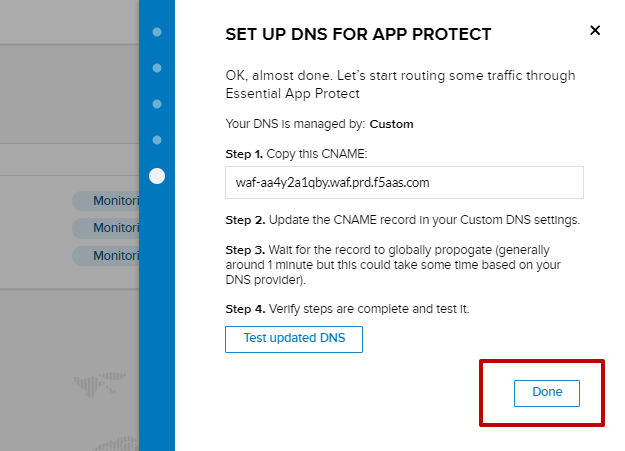 SET UP DNS FOR APP PROTECT
OK, almost done. Let's start routing some traffic through
Essential App Protect
Your DNS is managed by: Custom
Step 1. Copy this CNAME:
waf-aa4y2a1qby.waf.prd.f5aas.com
Step 2. Update the CNAME record in your Custom DNS settings.
Step 3. Wait for the record to globally propogate (generally
around 1 minute but this could take some time based on your
DNS provider).
Step 4. Verify steps are complete and test it.
Test updated DNS
Done
Monitori
Monitori
Monitori